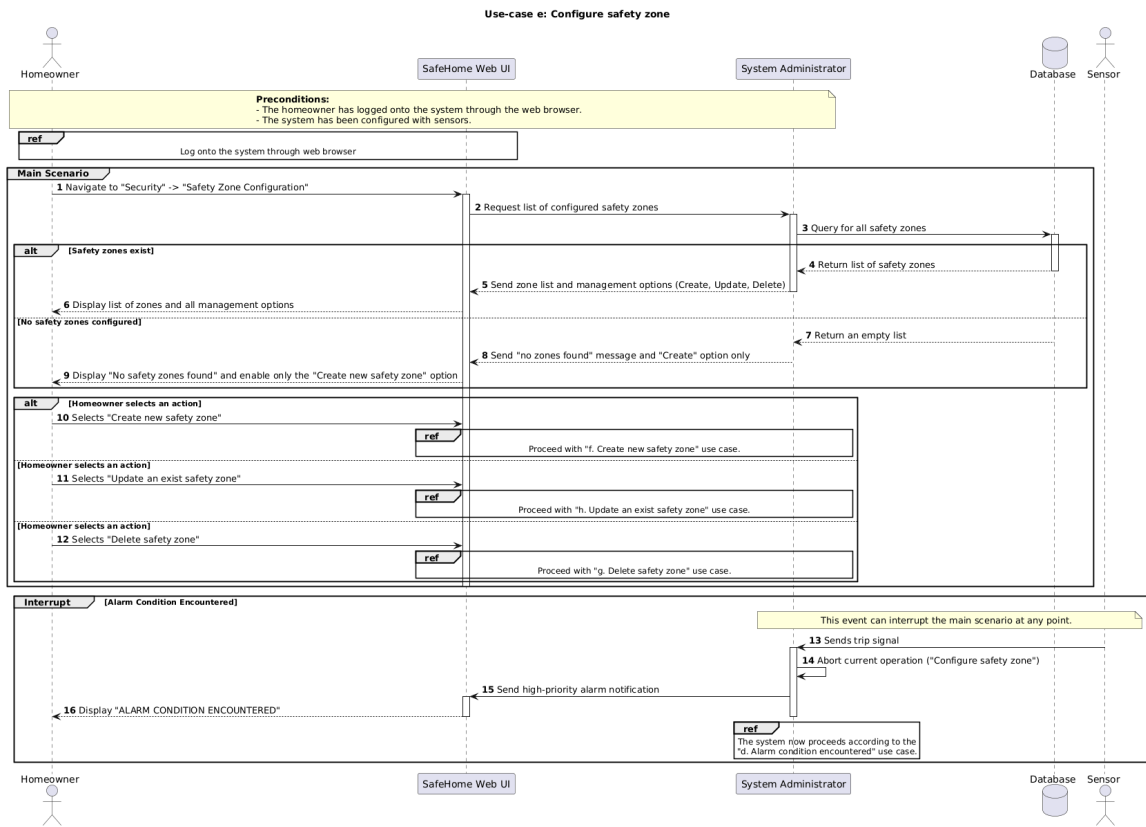 Use-case e: Configure safety zone
Homeowner
SafeHome Web UI
System Administrator
Database
Sensor
Preconditions:
- The homeowner has logged onto the system through the web browser.
- The system has been configured with sensors.
ref
Log onto the system through web browser
Main Scenario
1 Navigate to "Security" -> "Safety Zone Configuration"
2 Request list of configured safety zones
3 Query for all safety zones
alt [Safety zones exist]
4 Return list of safety zones
5 Send zone list and management options (Create, Update, Delete)
6 Display list of zones and all management options
[No safety zones configured]
7 Return an empty list
8 Send "no zones found" message and "Create" option only
9 Display "No safety zones found" and enable only the "Create new safety zone" option
alt [Homeowner selects an action]
10 Selects "Create new safety zone"
ref
Proceed with "f. Create new safety zone" use case.
[Homeowner selects an action]
11 Selects "Update an exist safety zone"
ref
Proceed with "h. Update an exist safety zone" use case.
[Homeowner selects an action]
12 Selects "Delete safety zone"
ref
Proceed with "g. Delete safety zone" use case.
Interrupt [Alarm Condition Encountered]
This event can interrupt the main scenario at any point.
13 Sends trip signal
14 Abort current operation ("Configure safety zone")
15 Send high-priority alarm notification
16 Display "ALARM CONDITION ENCOUNTERED"
ref
The system now proceeds according to the
"d. Alarm condition encountered" use case.
Homeowner
SafeHome Web UI
System Administrator
Database
Sensor